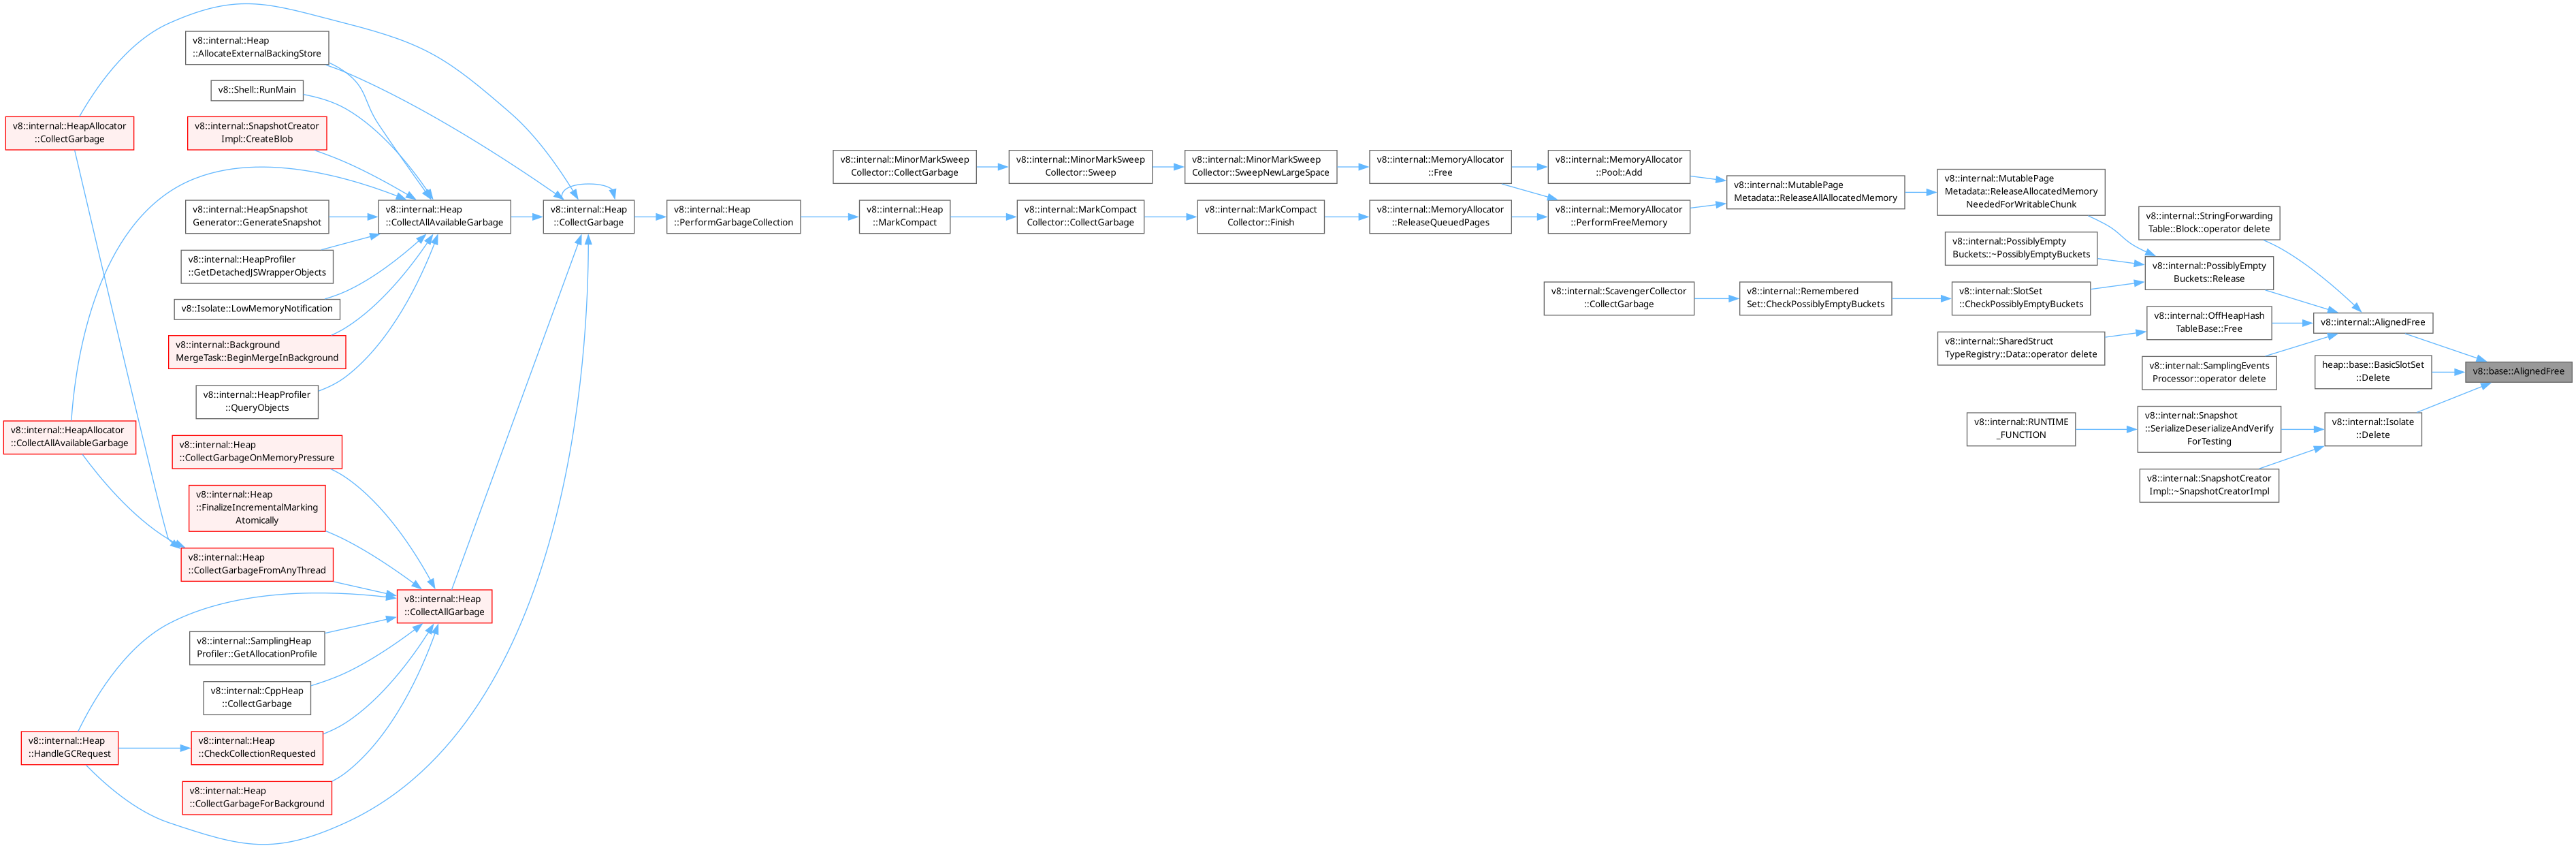 v8::internal::HeapAllocator
::CollectGarbage
v8::internal::HeapAllocator
::CollectAllAvailableGarbage
v8::internal::Heap
::HandleGCRequest
v8::internal::Heap
::AllocateExternalBackingStore
v8::Shell::RunMain
v8::internal::SnapshotCreator
Impl::CreateBlob
v8::internal::HeapSnapshot
Generator::GenerateSnapshot
v8::internal::HeapProfiler
::GetDetachedJSWrapperObjects
v8::Isolate::LowMemoryNotification
v8::internal::Background
MergeTask::BeginMergeInBackground
v8::internal::HeapProfiler
::QueryObjects
v8::internal::Heap
::CollectGarbageOnMemoryPressure
v8::internal::Heap
::FinalizeIncrementalMarking
Atomically
v8::internal::Heap
::CollectGarbageFromAnyThread
v8::internal::SamplingHeap
Profiler::GetAllocationProfile
v8::internal::CppHeap
::CollectGarbage
v8::internal::Heap
::CheckCollectionRequested
v8::internal::Heap
::CollectGarbageForBackground
v8::internal::Heap
::CollectAllAvailableGarbage
v8::internal::Heap
::CollectAllGarbage
v8::internal::Heap
::CollectGarbage
v8::internal::Heap
::PerformGarbageCollection
v8::internal::MinorMarkSweep
Collector::CollectGarbage
v8::internal::Heap
::MarkCompact
v8::internal::MinorMarkSweep
Collector::Sweep
v8::internal::MarkCompact
Collector::CollectGarbage
v8::internal::MinorMarkSweep
Collector::SweepNewLargeSpace
v8::internal::MarkCompact
Collector::Finish
v8::internal::MemoryAllocator
::Free
v8::internal::MemoryAllocator
::ReleaseQueuedPages
v8::internal::MemoryAllocator
::Pool::Add
v8::internal::MemoryAllocator
::PerformFreeMemory
v8::internal::ScavengerCollector
::CollectGarbage
v8::internal::MutablePage
Metadata::ReleaseAllAllocatedMemory
v8::internal::Remembered
Set::CheckPossiblyEmptyBuckets
v8::internal::MutablePage
Metadata::ReleaseAllocatedMemory
NeededForWritableChunk
v8::internal::PossiblyEmpty
Buckets::~PossiblyEmptyBuckets
v8::internal::SlotSet
::CheckPossiblyEmptyBuckets
v8::internal::SharedStruct
TypeRegistry::Data::operator delete
v8::internal::RUNTIME
_FUNCTION
v8::internal::StringForwarding
Table::Block::operator delete
v8::internal::PossiblyEmpty
Buckets::Release
v8::internal::OffHeapHash
TableBase::Free
v8::internal::SamplingEvents
Processor::operator delete
v8::internal::Snapshot
::SerializeDeserializeAndVerify
ForTesting
v8::internal::SnapshotCreator
Impl::~SnapshotCreatorImpl
v8::internal::AlignedFree
heap::base::BasicSlotSet
::Delete
v8::internal::Isolate
::Delete
v8::base::AlignedFree